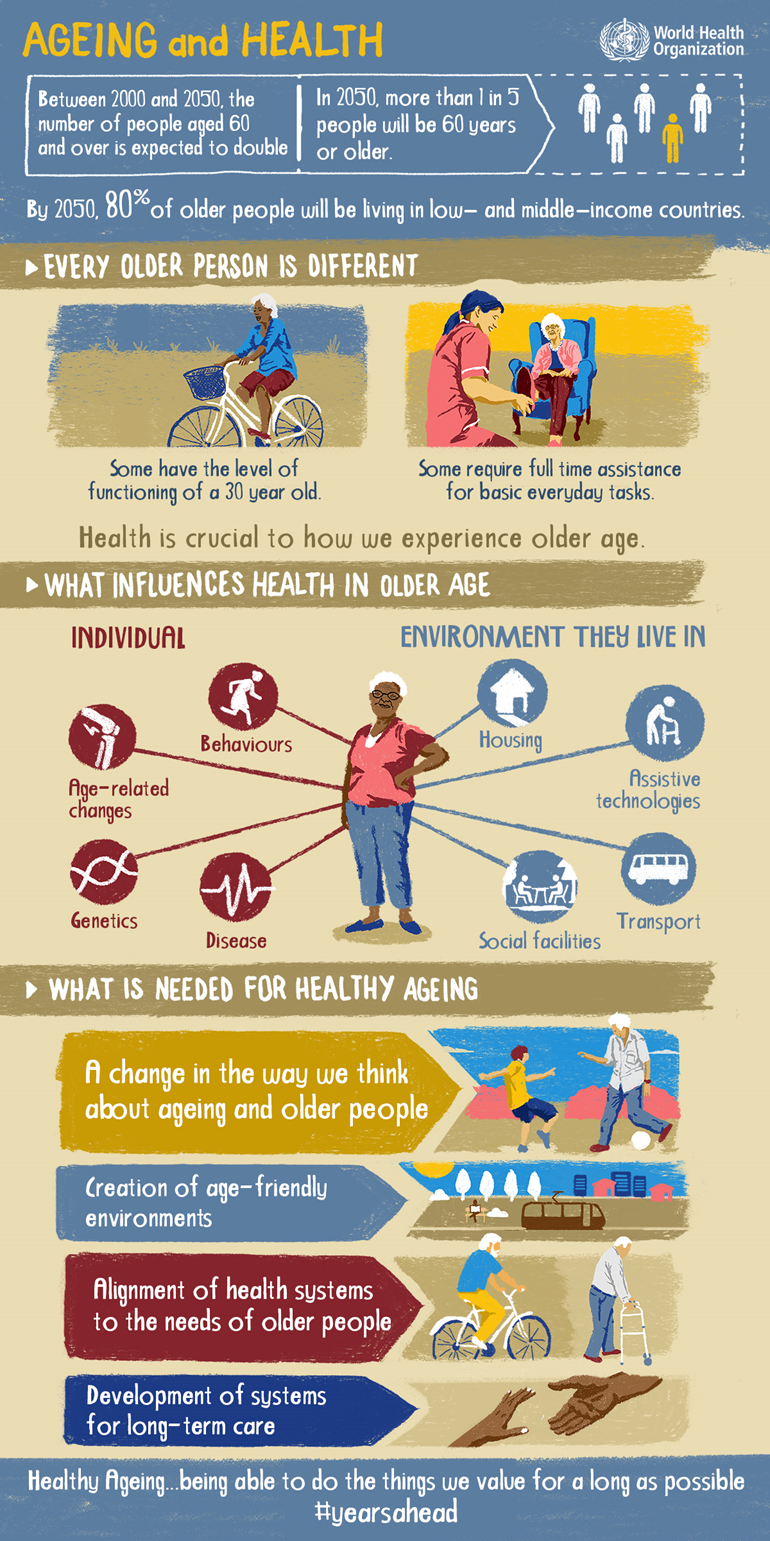 AGEING and HEALTH
World Health
Organization
Between 2000 and 2050, the
number of people aged 60
and over is expected to double
In 2050, more than 1 in 5
people will be 60 years
or older.
By 2050, 80% of older people will be living in low- and middle-income countries.
EVERY OLDER PERSON IS DIFFERENT
Some have the level of
functioning of a 30 year old.
Some require full time assistance
for basic everyday tasks.
Health is crucial to how we experience older age.
WHAT INFLUENCES HEALTH IN OLDER AGE
INDIVIDUAL
ENVIRONMENT THEY LIVE IN
Behaviours
Housing
Age-related
changes
Assistive
technologies
Genetics
Disease
Social facilities
Transport
WHAT IS NEEDED FOR HEALTHY AGEING
A change in the way we think
about ageing and older people
Creation of age-friendly
environments
Alignment of health systems
to the needs of older people
Development of systems
for long-term care
Healthy Ageing...being able to do the things we value for a long as possible
#yearsahead